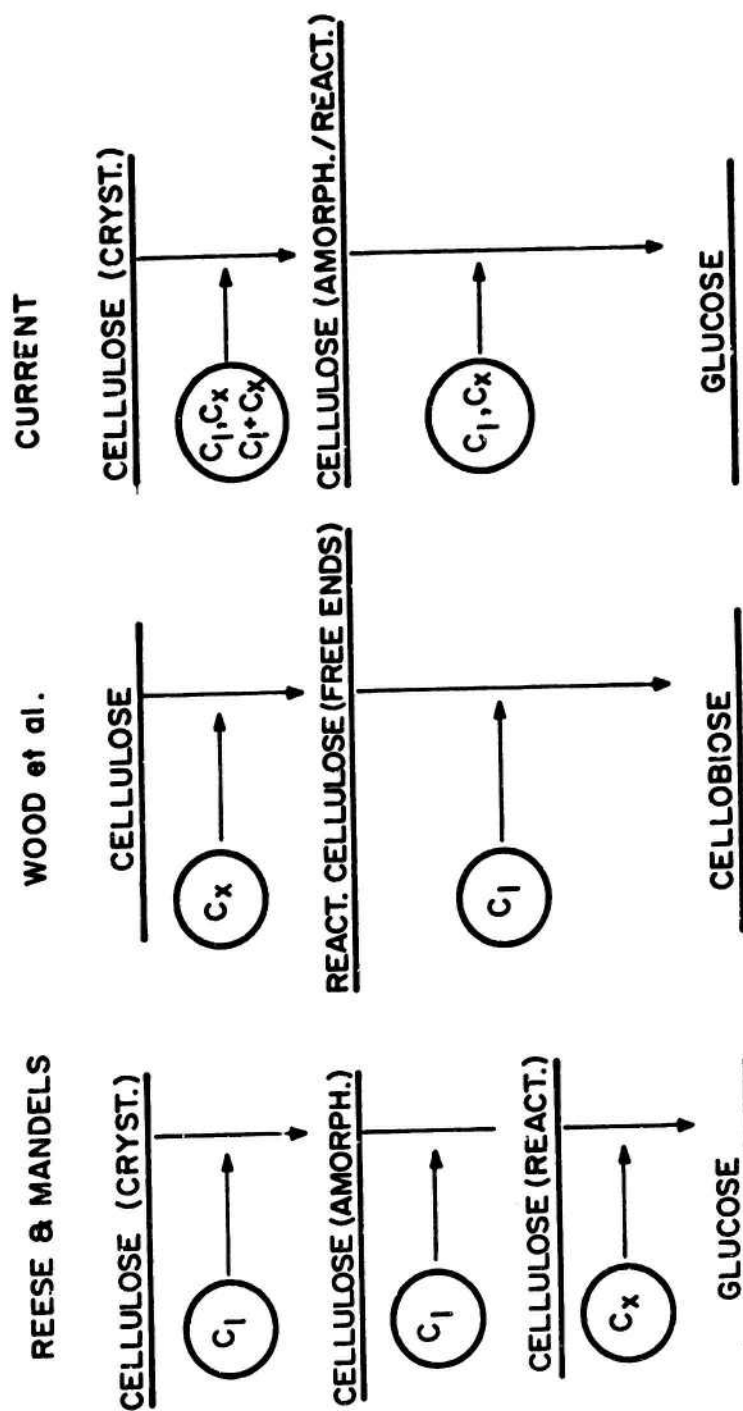 REESE & MANDELS
CELLULOSE (CRYST.)
C1
CELLULOSE (AMORPH.)
C1
CELLULOSE (REACT.)
Cx
GLUCOSE
WOOD et al.
CELLULOSE
Cx
REACT. CELLULOSE (FREE ENDS)
C1
CELLOBIOSE
CURRENT
CELLULOSE (CRYST.)
C1, Cx
C1+Cx
CELLULOSE (AMORPH./REACT.)
C1, Cx
GLUCOSE